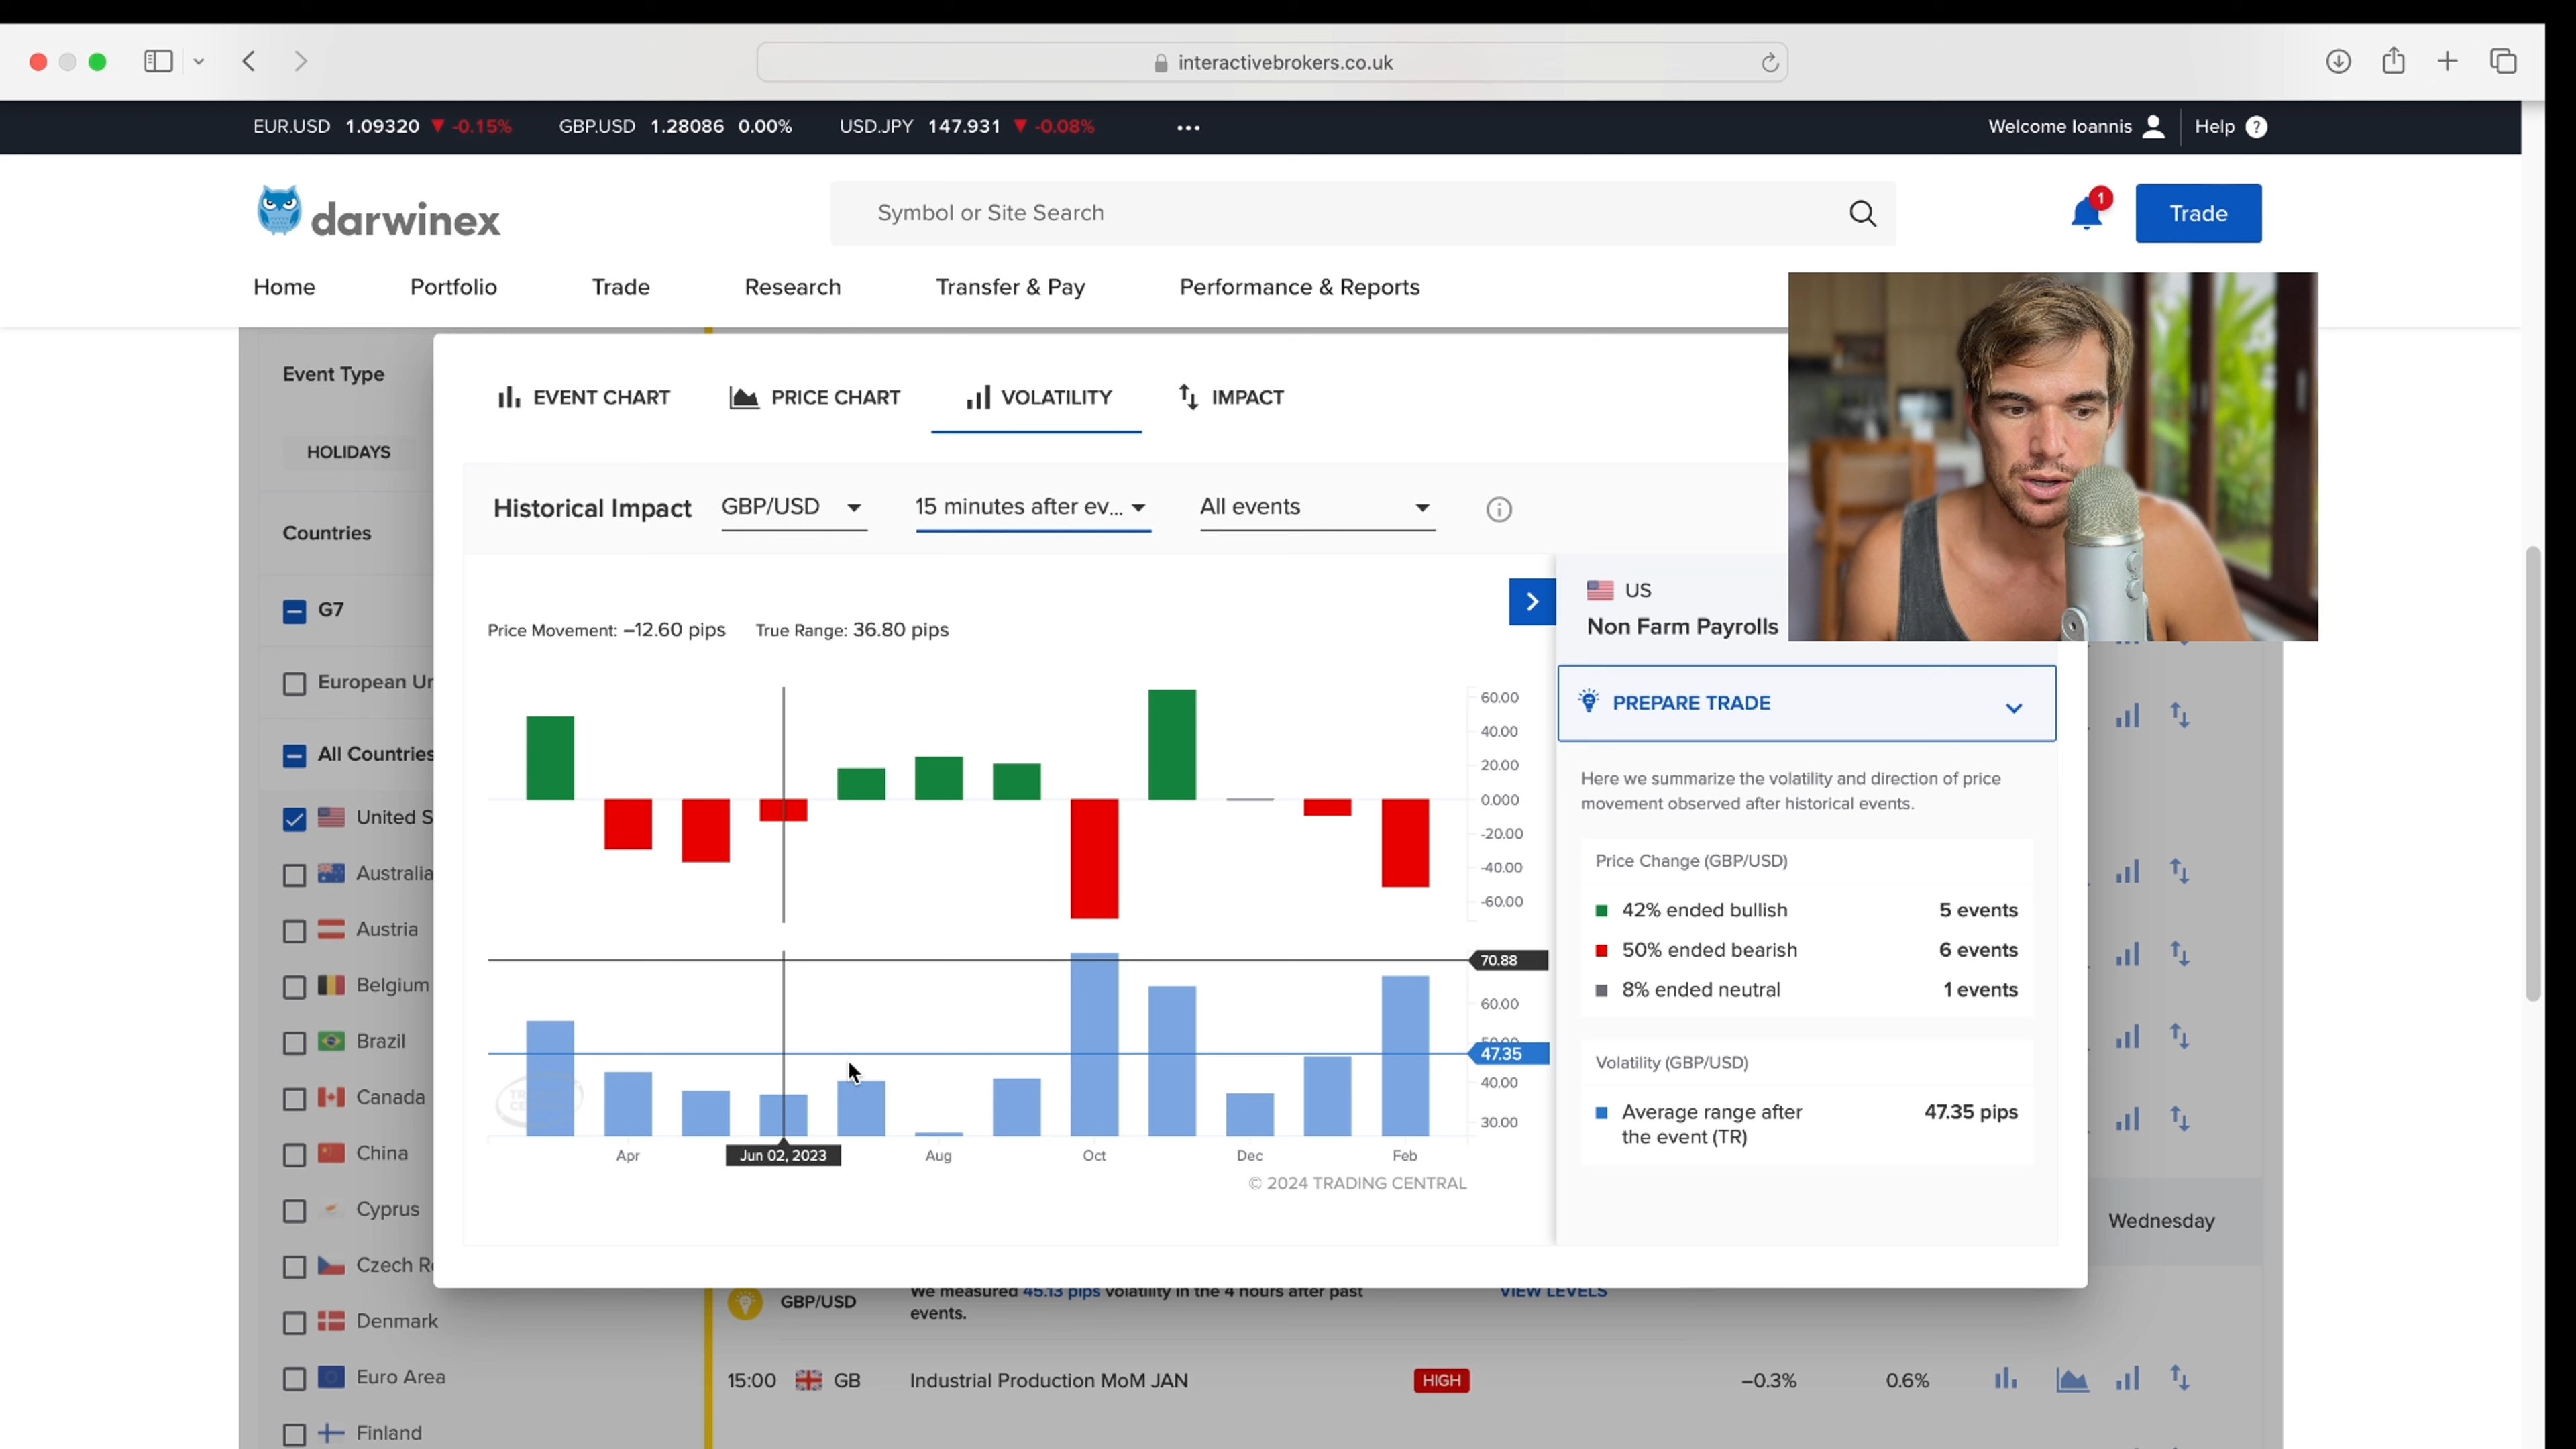 interactivebrokers.co.uk
EUR.USD 1.09320 ▼ -0.15% GBP.USD 1.28086 0.00% USD.JPY 147.931 ▼ -0.08% ••• Welcome Ioannis Help ?
darwinex
Symbol or Site Search
1
Trade
Home Portfolio Trade Research Transfer & Pay Performance & Reports
Event Type
HOLIDAYS
Countries
G7
European Ur
All Countries
United S
Australia
Austria
Belgium
Brazil
Canada
China
Cyprus
Czech Re
Denmark
Euro Area
Finland
EVENT CHART PRICE CHART VOLATILITY IMPACT
Historical Impact GBP/USD 15 minutes after ev... All events
Price Movement: −12.60 pips True Range: 36.80 pips
60.00
40.00
20.00
0.000
-20.00
-40.00
-60.00
70.88
60.00
47.35
40.00
30.00
Apr Jun 02, 2023 Aug Oct Dec Feb
© 2024 TRADING CENTRAL
US
Non Farm Payrolls
PREPARE TRADE
Here we summarize the volatility and direction of price
movement observed after historical events.
Price Change (GBP/USD)
42% ended bullish 5 events
50% ended bearish 6 events
8% ended neutral 1 events
Volatility (GBP/USD)
Average range after 47.35 pips
the event (TR)
Wednesday
GBP/USD We measured 45.13 pips volatility in the 4 hours after past VIEW LEVELS
events.
15:00 GB Industrial Production MoM JAN HIGH −0.3% 0.6%